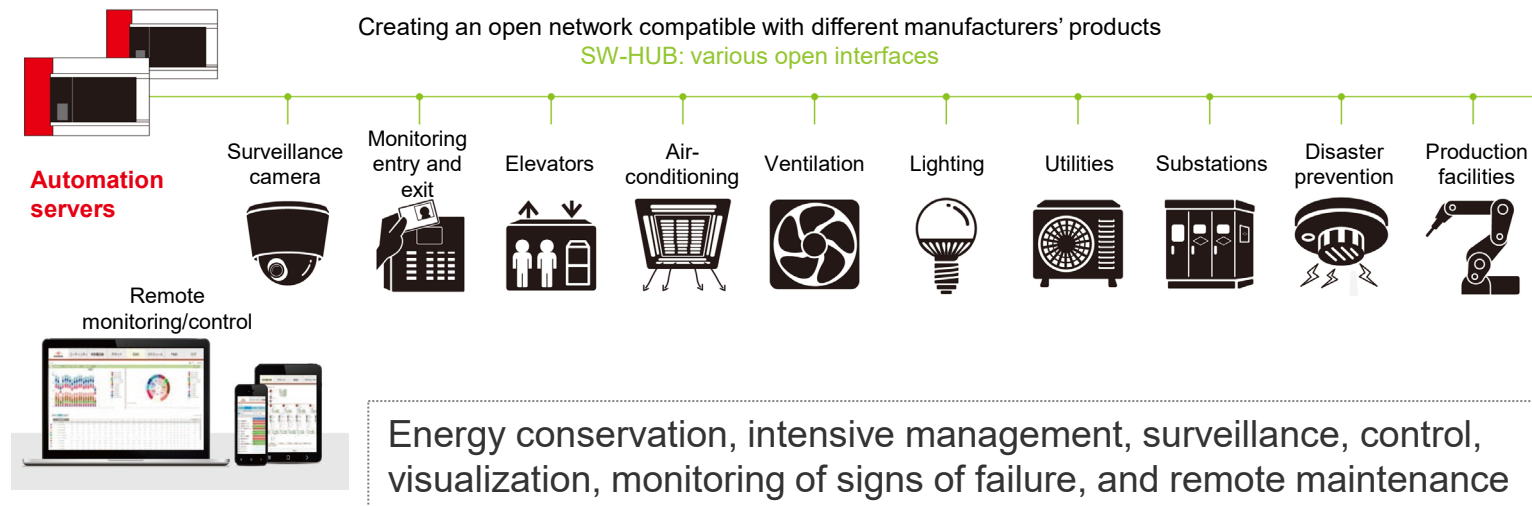 Creating an open network compatible with different manufacturers’ products
SW-HUB: various open interfaces
Automation
servers
Surveillance
camera
Monitoring
entry and
exit
Elevators
Air-
conditioning
Ventilation
Lighting
Utilities
Substations
Disaster
prevention
Production
facilities
Remote
monitoring/control
Energy conservation, intensive management, surveillance, control,
visualization, monitoring of signs of failure, and remote maintenance